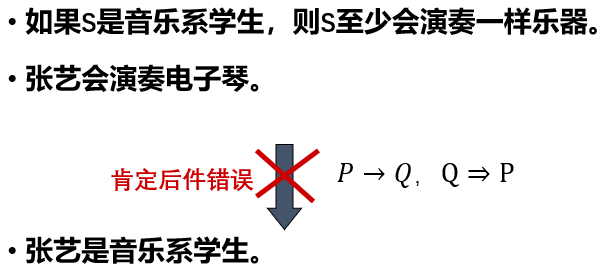 • 如果S是音乐系学生，则S至少会演奏一样乐器。
• 张艺会演奏电子琴。
肯定后件错误 P → Q, Q ⇒ P
• 张艺是音乐系学生。